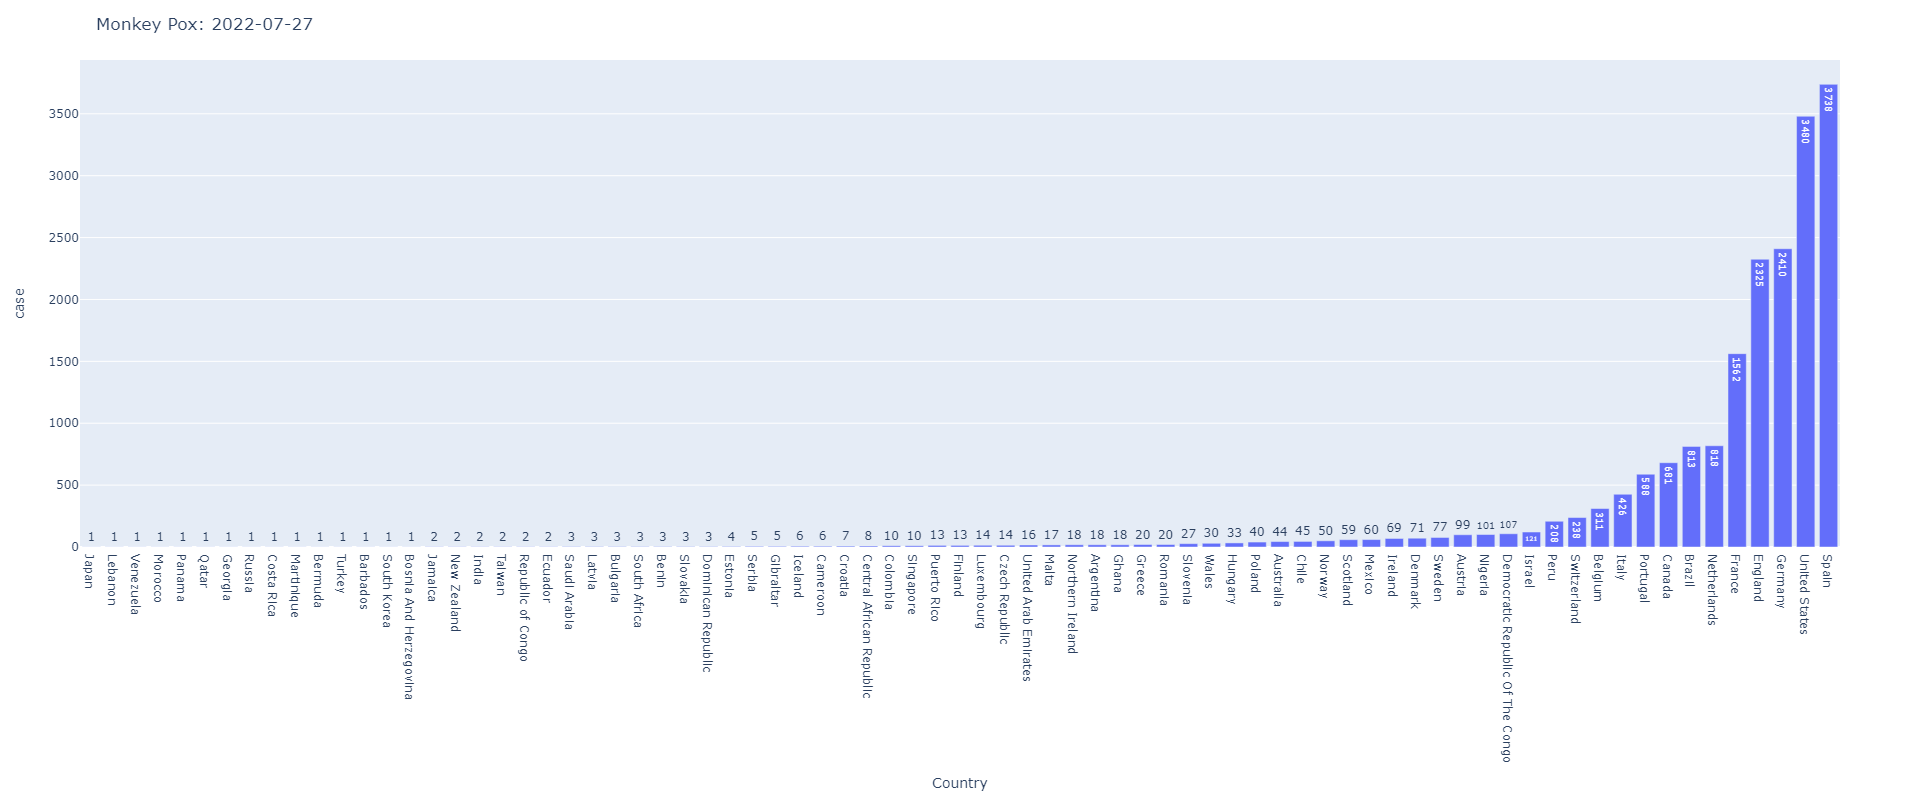 Monkey Pox: 2022-07-27
case
3500
3000
2500
2000
1500
1000
500
0
1 1 1 1 1 1 1 1 1 1 1 1 1 1 1 2 2 2 2 2 2 3 3 3 3 3 3 3 4 5 5 6 6 7 8 10 10 13 13 14 14 16 17 18 18 18 20 20 27 30 33 40 44 45 50 59 60 69 71 77 99 101 107 121 208 238 311 426 588 681 813 818 1562 2325 2410 3480 3738
Japan
Lebanon
Venezuela
Morocco
Panama
Qatar
Georgia
Russia
Costa Rica
Martinique
Bermuda
Turkey
Barbados
South Korea
Bosnia And Herzegovina
Jamaica
New Zealand
India
Taiwan
Republic of Congo
Ecuador
Saudi Arabia
Latvia
Bulgaria
South Africa
Benin
Slovakia
Dominican Republic
Estonia
Serbia
Gibraltar
Iceland
Cameroon
Croatia
Central African Republic
Colombia
Singapore
Puerto Rico
Finland
Luxembourg
Czech Republic
United Arab Emirates
Malta
Northern Ireland
Argentina
Ghana
Greece
Romania
Slovenia
Wales
Hungary
Poland
Australia
Chile
Norway
Scotland
Mexico
Ireland
Denmark
Sweden
Austria
Nigeria
Democratic Republic Of The Congo
Israel
Peru
Switzerland
Belgium
Italy
Portugal
Canada
Brazil
Netherlands
France
England
Germany
United States
Spain
Country